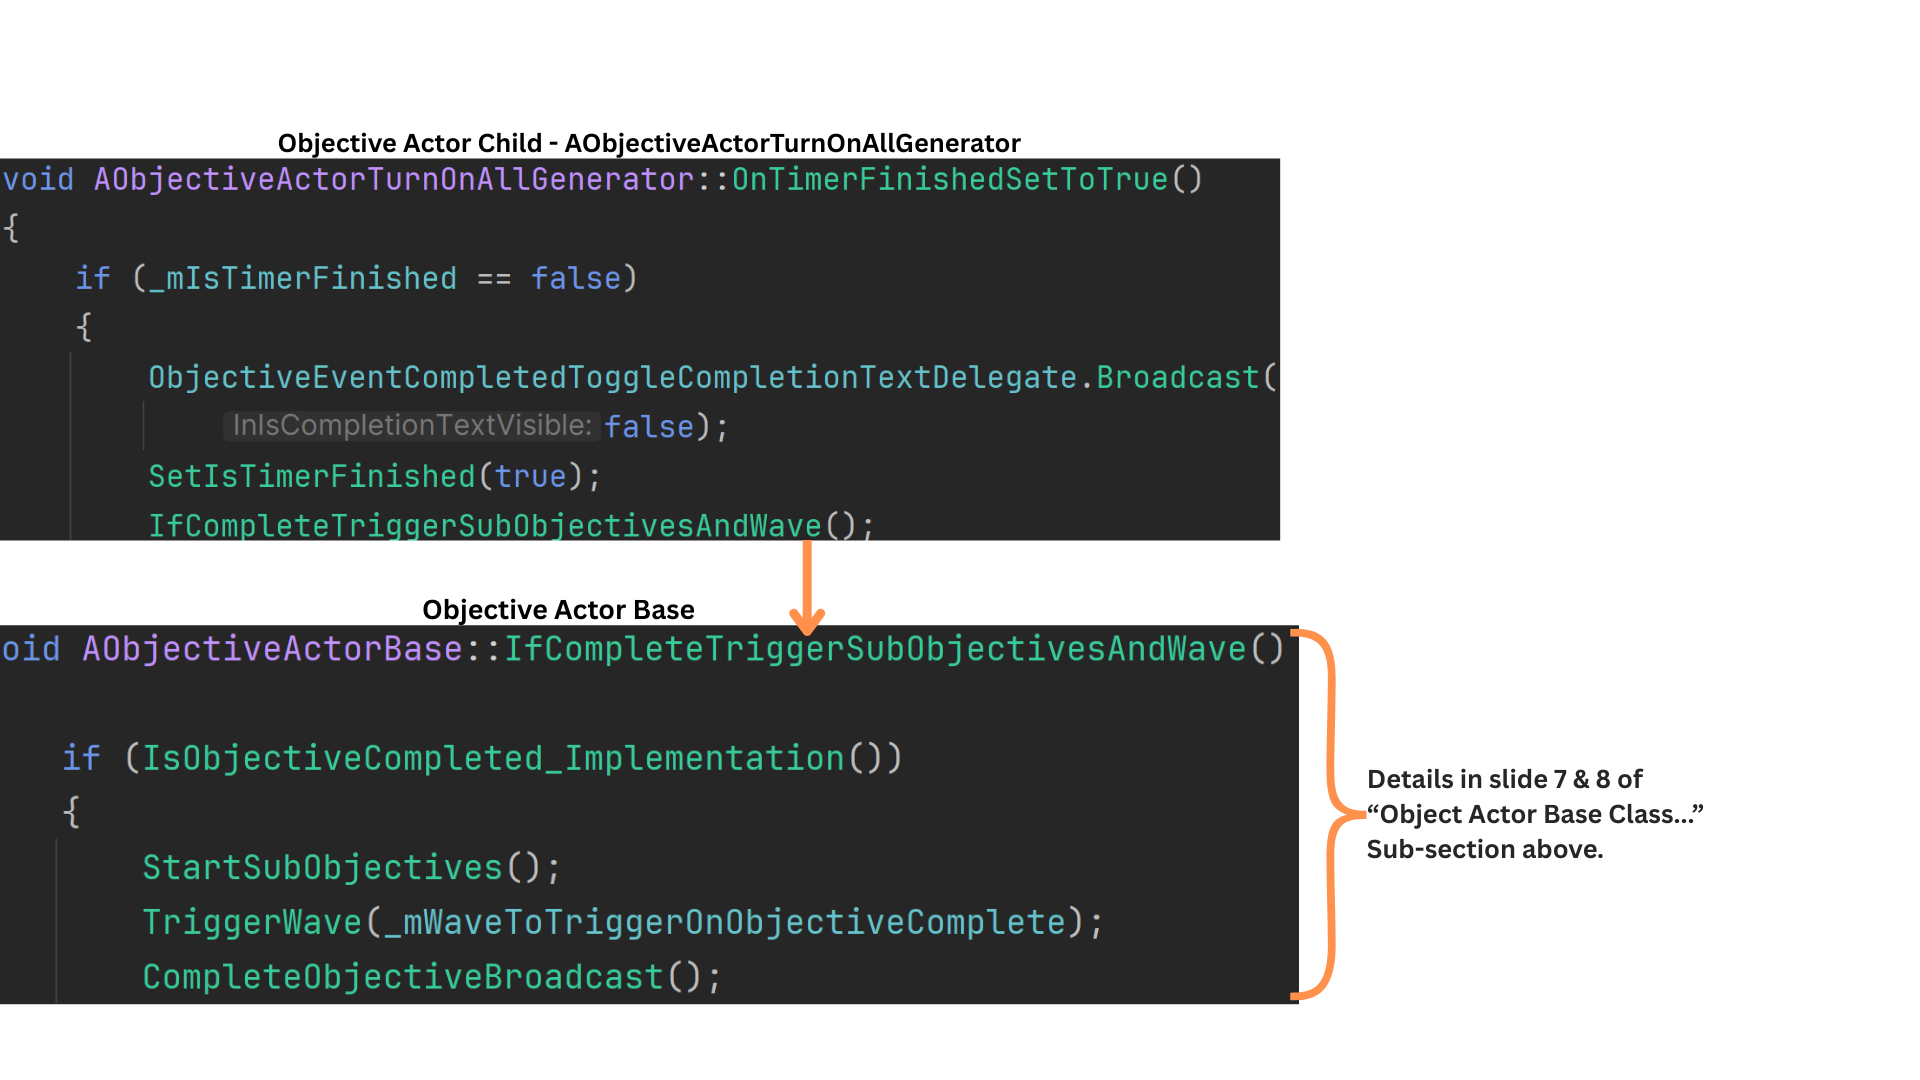 Objective Actor Child - AObjectiveActorTurnOnAllGenerator
void AObjectiveActorTurnOnAllGenerator::OnTimerFinishedSetToTrue()
{
if (_mIsTimerFinished == false)
{
ObjectiveEventCompletedToggleCompletionTextDelegate.Broadcast(
InIsCompletionTextVisible: false);
SetIsTimerFinished(true);
IfCompleteTriggerSubObjectivesAndWave();
Objective Actor Base
oid AObjectiveActorBase::IfCompleteTriggerSubObjectivesAndWave()
if (IsObjectiveCompleted_Implementation())
{
StartSubObjectives();
TriggerWave(_mWaveToTriggerOnObjectiveComplete);
CompleteObjectiveBroadcast();
Details in slide 7 & 8 of
“Object Actor Base Class...”
Sub-section above.